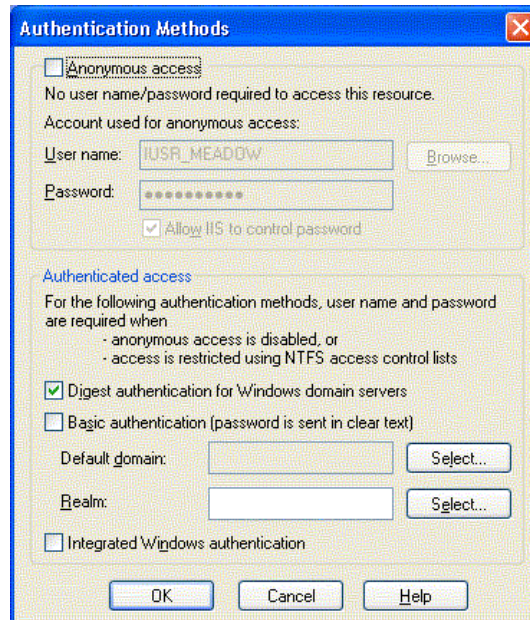 Authentication Methods
Anonymous access
No user name/password required to access this resource.
Account used for anonymous access:
User name: IUSR_MEADOW Browse...
Password: ••••••••••
Allow IIS to control password
Authenticated access
For the following authentication methods, user name and password
are required when
- anonymous access is disabled, or
- access is restricted using NTFS access control lists
Digest authentication for Windows domain servers
Basic authentication (password is sent in clear text)
Default domain: Select...
Realm: Select...
Integrated Windows authentication
OK Cancel Help